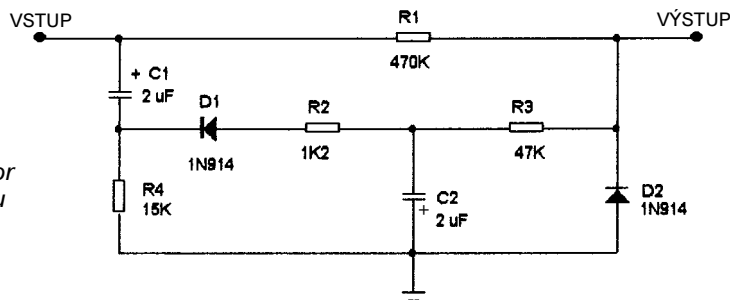 VSTUP
VÝSTUP
R1
470K
+ C1
2 uF
D1
1N914
R2
1K2
R3
47K
or
u
R4
15K
C2
+ 2 uF
D2
1N914